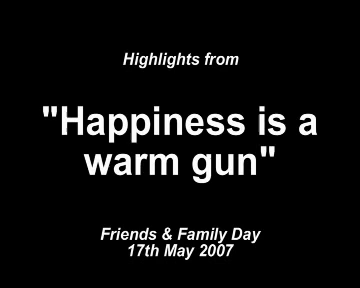 Highlights from
"Happiness is a
warm gun"
Friends & Family Day
17th May 2007